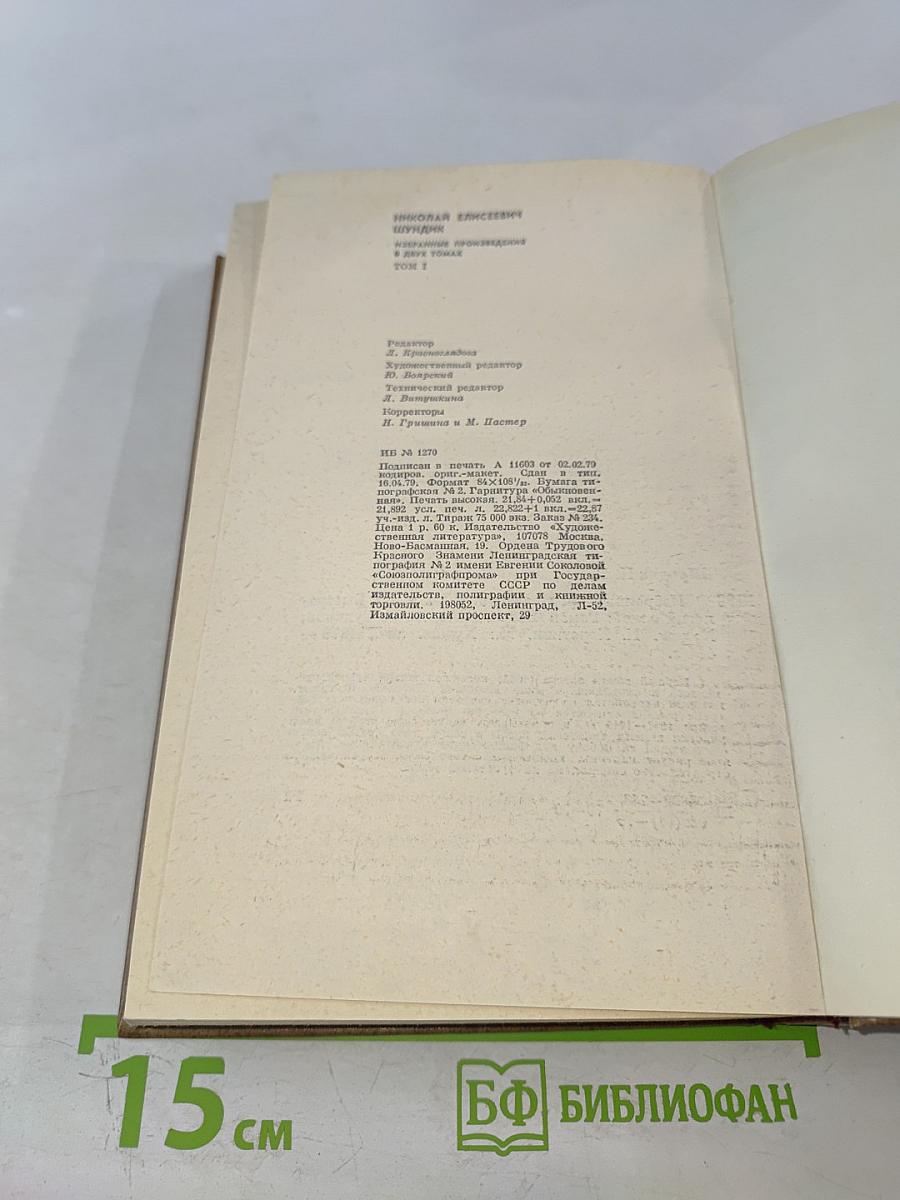 НИКОЛАЙ ЕЛИСЕЕВИЧ
ШУНДИК
ИЗБРАННЫЕ ПРОИЗВЕДЕНИЯ
В ДВУХ ТОМАХ
ТОМ I
Редактор
Л. Красноглядова
Художественный редактор
Ю. Боярский
Технический редактор
Л. Витушкина
Корректоры
Н. Гришина и М. Пастер
ИБ № 1270
Подписан в печать А 11603 от 02.02.79
кодиров. ориг.-макет. Сдан в тип.
16.04.79. Формат 84×108 1/32. Бумага ти-
пографская № 2. Гарнитура «Обыкновен-
ная». Печать высокая. 21,84+0,052 вкл.=
21,892 усл. печ. л. 22,822+1 вкл.=22,87
уч.-изд. л. Тираж 75 000 экз. Заказ № 234.
Цена 1 р. 60 к. Издательство «Художе-
ственная литература», 107078 Москва,
Ново-Басманная, 19. Ордена Трудового
Красного Знамени Ленинградская ти-
пография № 2 имени Евгении Соколовой
«Союзполиграфпрома» при Государ-
ственном комитете СССР по делам
издательств, полиграфии и книжной
торговли. 198052, Ленинград, Л-52,
Измайловский проспект, 29
15 см
БФ БИБЛИОФАН